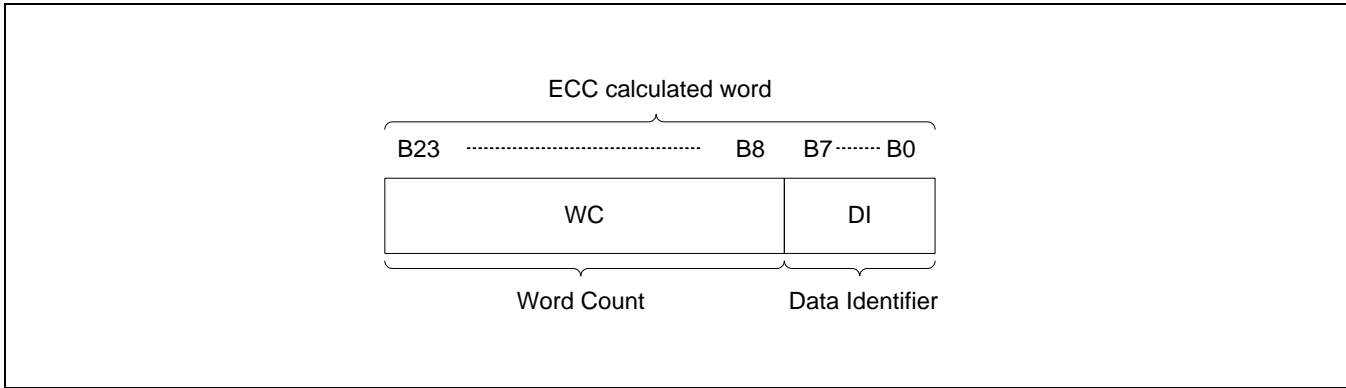 ECC calculated word
B23 B8 B7 B0
WC DI
Word Count Data Identifier